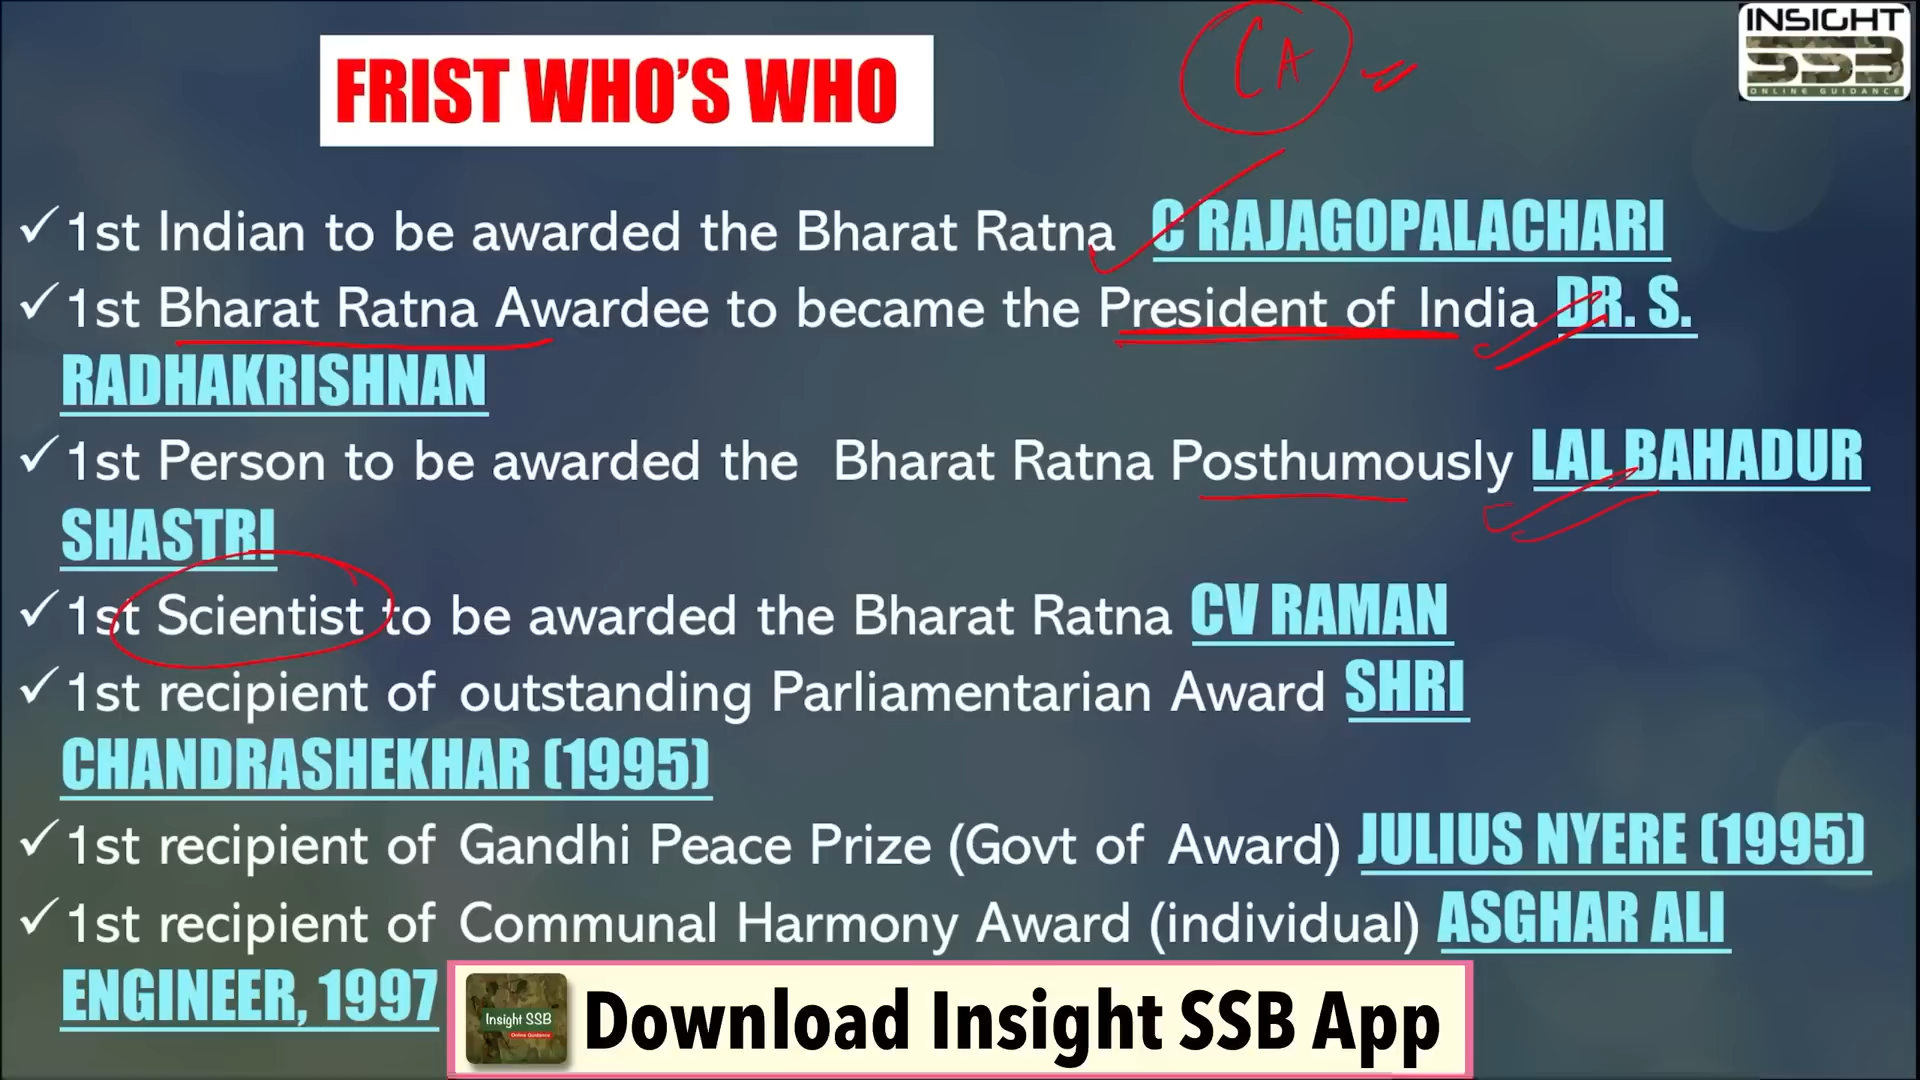 CA
INSIGHT
SSB
ONLINE GUIDANCE
FRIST WHO'S WHO
✓ 1st Indian to be awarded the Bharat Ratna C RAJAGOPALACHARI
✓ 1st Bharat Ratna Awardee to became the President of India DR. S.
RADHAKRISHNAN
✓ 1st Person to be awarded the Bharat Ratna Posthumously LAL BAHADUR
SHASTRI
✓ 1st Scientist to be awarded the Bharat Ratna CV RAMAN
✓ 1st recipient of outstanding Parliamentarian Award SHRI
CHANDRASHEKHAR (1995)
✓ 1st recipient of Gandhi Peace Prize (Govt of Award) JULIUS NYERE (1995)
✓ 1st recipient of Communal Harmony Award (individual) ASGHAR ALI
ENGINEER, 1997
Insight SSB
Online Guidance
Download Insight SSB App